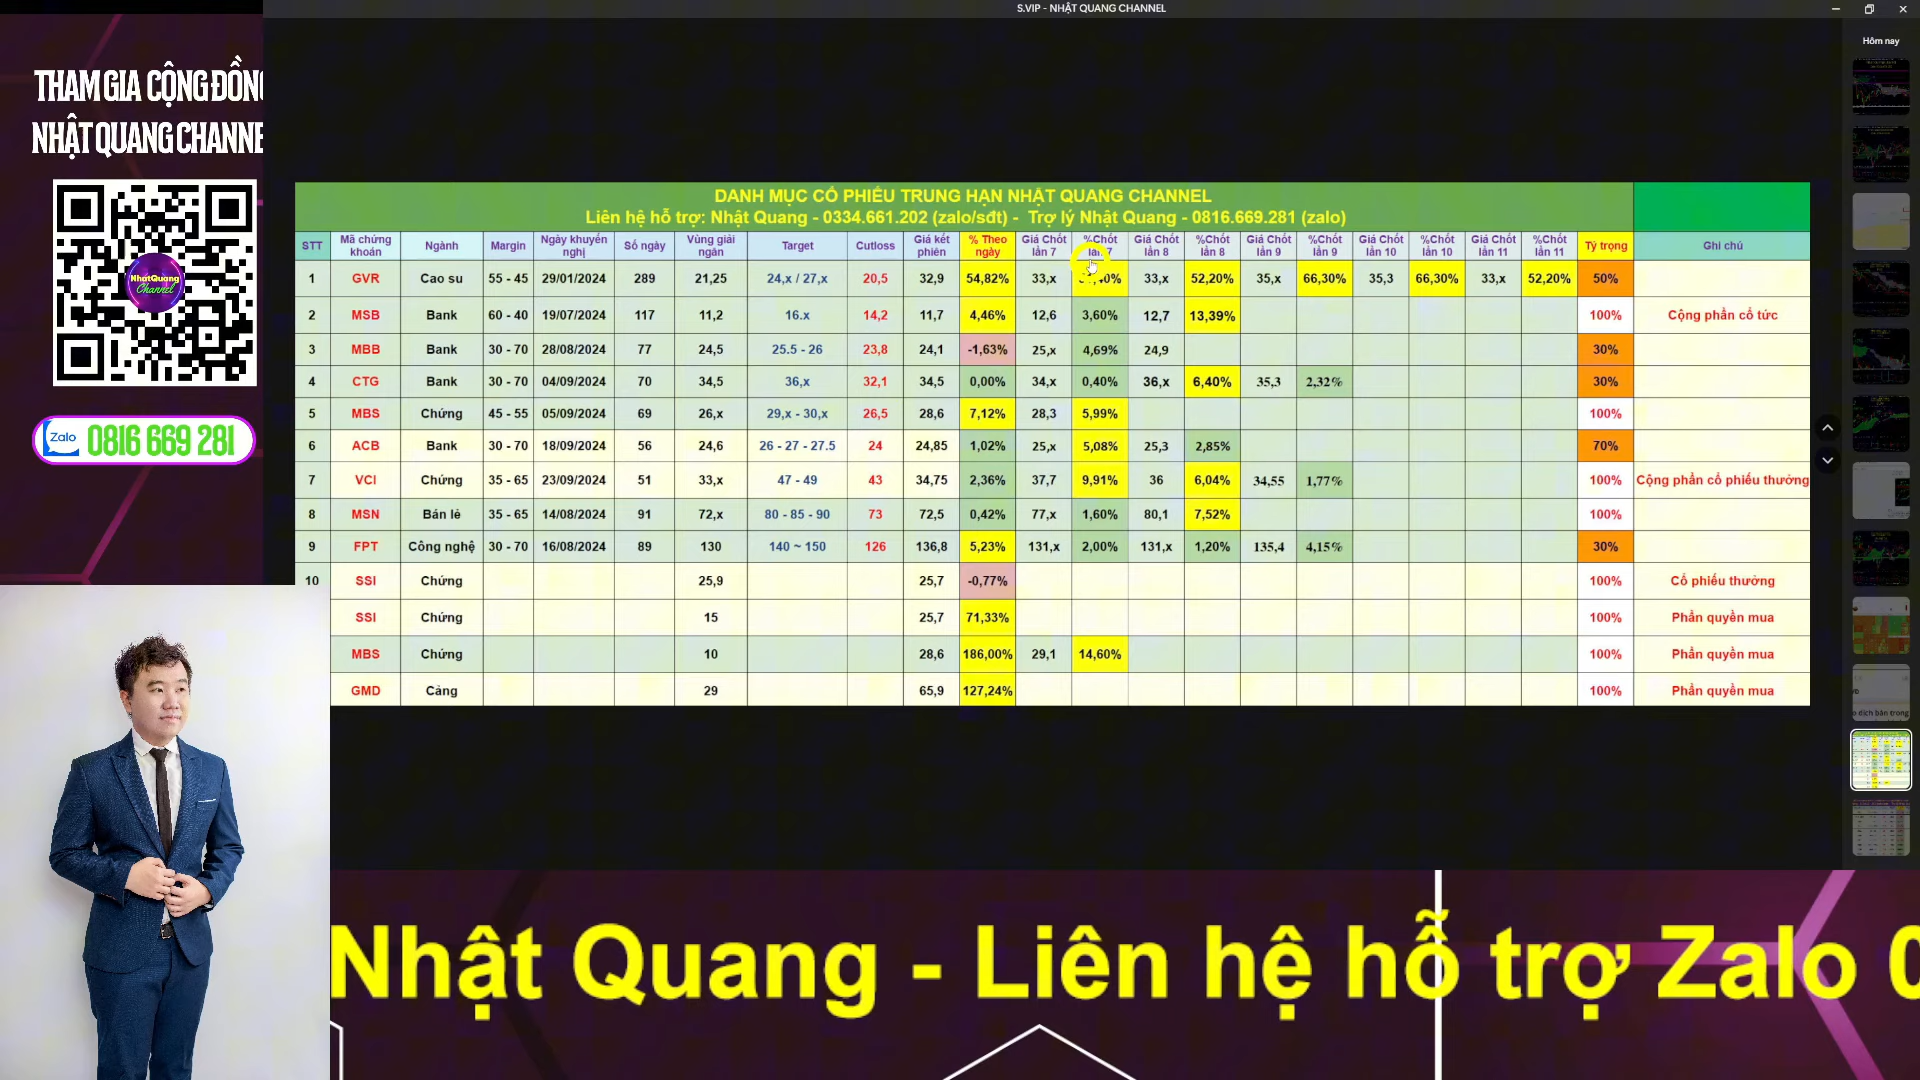 S.VIP - NHẬT QUANG CHANNEL
Hôm nay
THAM GIA CỘNG ĐỒNG
NHẬT QUANG CHANNE
NhatQuang
Channel
Zalo 0816 669 281
DANH MỤC CỔ PHIẾU TRUNG HẠN NHẬT QUANG CHANNEL
Liên hệ hỗ trợ: Nhật Quang - 0334.661.202 (zalo/sđt) - Trợ lý Nhật Quang - 0816.669.281 (zalo)
STT Mã chứng khoán Ngành Margin Ngày khuyến nghị Số ngày Vùng giải ngân Target Cutloss Giá kết phiên % Theo ngày Giá Chốt lần 7 %Chốt lần 7 Giá Chốt lần 8 %Chốt lần 8 Giá Chốt lần 9 %Chốt lần 9 Giá Chốt lần 10 %Chốt lần 10 Giá Chốt lần 11 %Chốt lần 11 Tỷ trọng Ghi chú
1 GVR Cao su 55 - 45 29/01/2024 289 21,25 24,x / 27,x 20,5 32,9 54,82% 33,x 33,x 52,20% 35,x 66,30% 35,3 66,30% 33,x 52,20% 50%
2 MSB Bank 60 - 40 19/07/2024 117 11,2 16.x 14,2 11,7 4,46% 12,6 3,60% 12,7 13,39% 100% Cộng phần cổ tức
3 MBB Bank 30 - 70 28/08/2024 77 24,5 25.5 - 26 23,8 24,1 -1,63% 25,x 4,69% 24,9 30%
4 CTG Bank 30 - 70 04/09/2024 70 34,5 36,x 32,1 34,5 0,00% 34,x 0,40% 36,x 6,40% 35,3 2,32% 30%
5 MBS Chứng 45 - 55 05/09/2024 69 26,x 29,x - 30,x 26,5 28,6 7,12% 28,3 5,99% 100%
6 ACB Bank 30 - 70 18/09/2024 56 24,6 26 - 27 - 27.5 24 24,85 1,02% 25,x 5,08% 25,3 2,85% 70%
7 VCI Chứng 35 - 65 23/09/2024 51 33,x 47 - 49 43 34,75 2,36% 37,7 9,91% 36 6,04% 34,55 1,77% 100% Cộng phần cổ phiếu thưởng
8 MSN Bán lẻ 35 - 65 14/08/2024 91 72,x 80 - 85 - 90 73 72,5 0,42% 77,x 1,60% 80,1 7,52% 100%
9 FPT Công nghệ 30 - 70 16/08/2024 89 130 140 ~ 150 126 136,8 5,23% 131,x 2,00% 131,x 1,20% 135,4 4,15% 30%
10 SSI Chứng 25,9 25,7 -0,77% 100% Cổ phiếu thưởng
SSI Chứng 15 25,7 71,33% 100% Phần quyền mua
MBS Chứng 10 28,6 186,00% 29,1 14,60% 100% Phần quyền mua
GMD Cảng 29 65,9 127,24% 100% Phần quyền mua
Nhật Quang - Liên hệ hỗ trợ Zalo 0